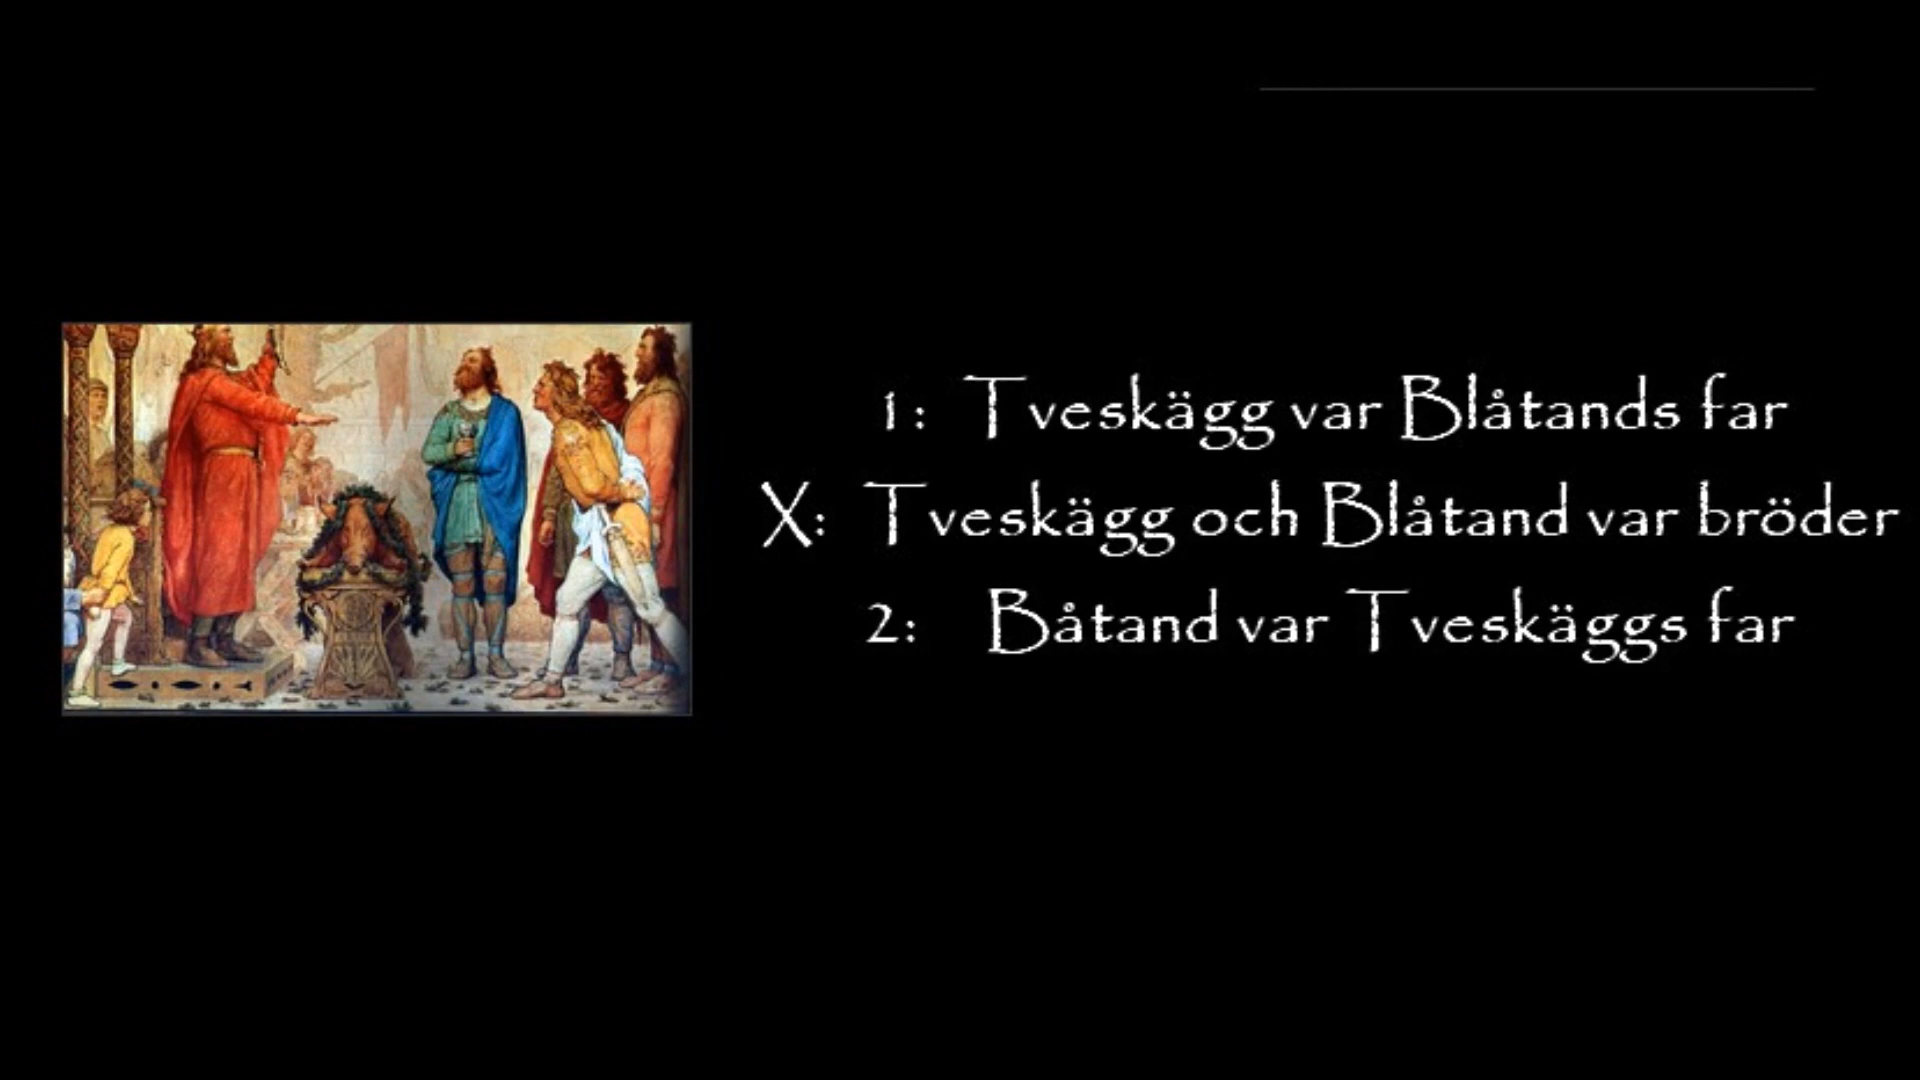 1: Tveskägg var Blåtands far
X: Tveskägg och Blåtand var bröder
2: Båtand var Tveskäggs far